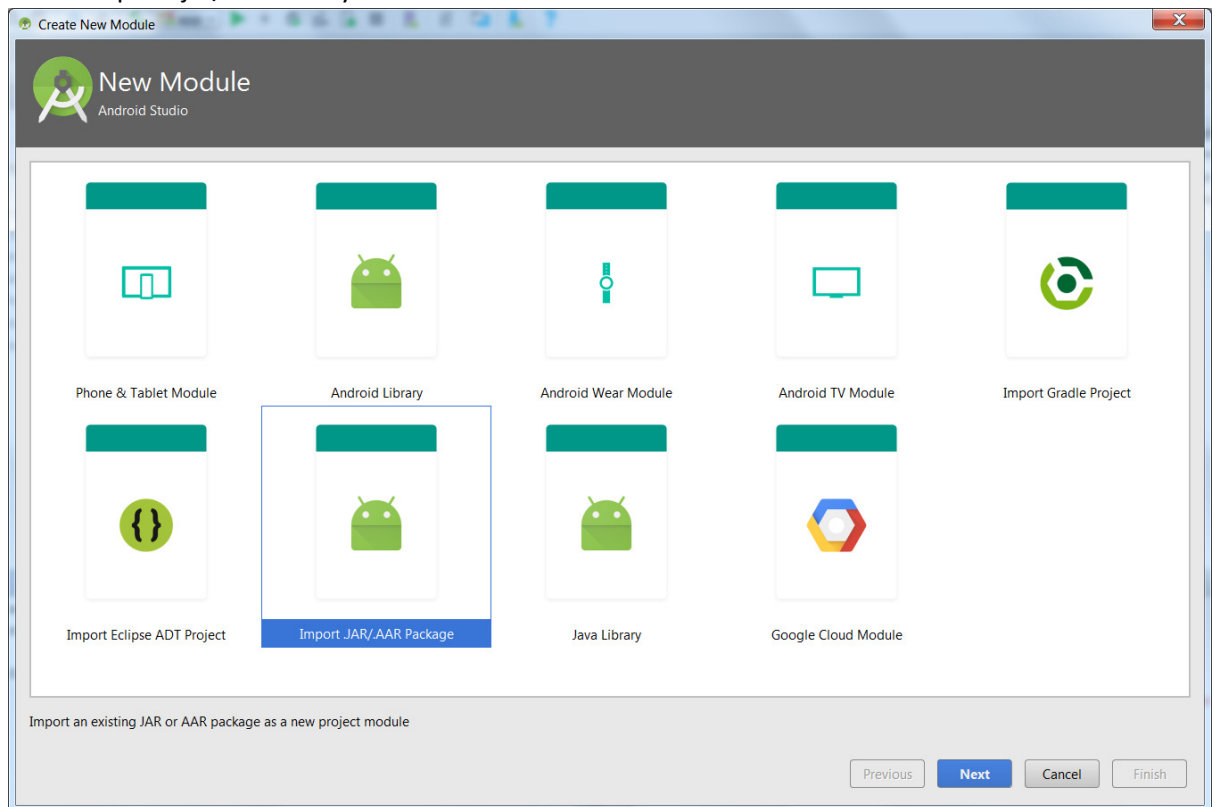 Create New Module
New Module
Android Studio
Phone & Tablet Module
Android Library
Android Wear Module
Android TV Module
Import Gradle Project
Import Eclipse ADT Project
Import JAR/.AAR Package
Java Library
Google Cloud Module
Import an existing JAR or AAR package as a new project module
Previous
Next
Cancel
Finish